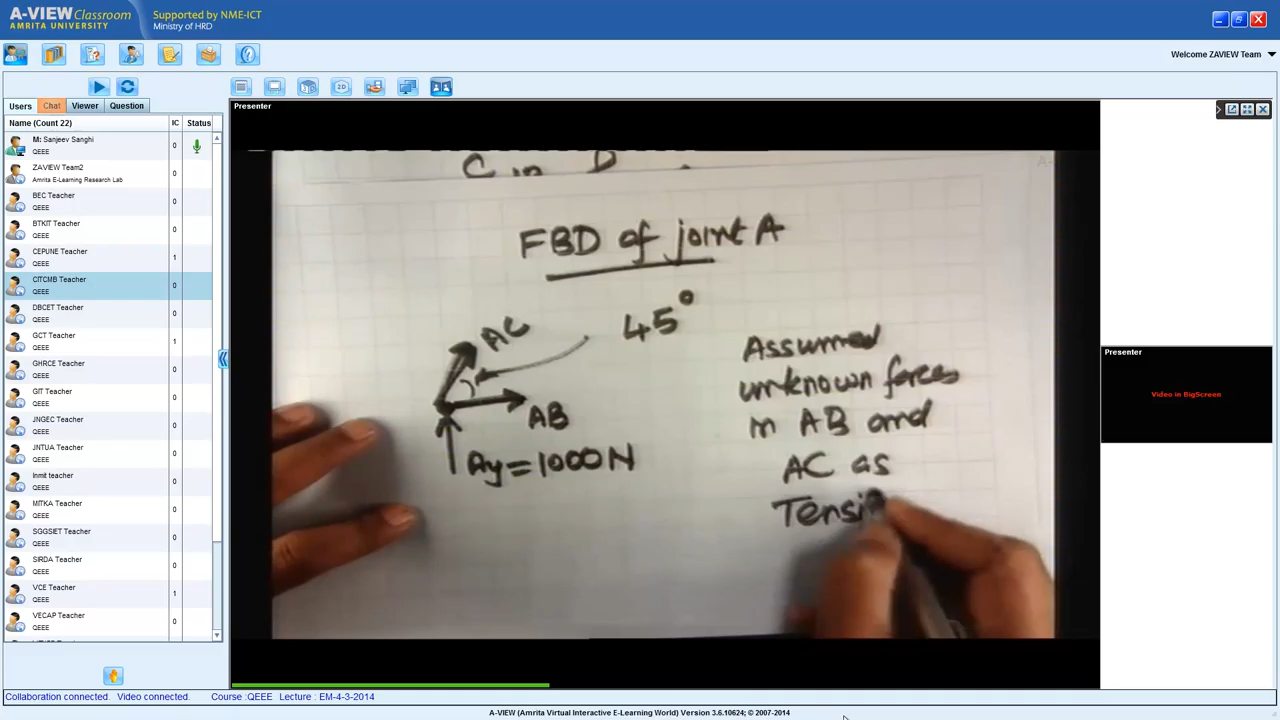 A-VIEW Classroom
AMRITA UNIVERSITY
Supported by NME-ICT
Ministry of HRD
Welcome ZAVIEW Team
Users Chat Viewer Question
Name (Count 22) IC Status
M: Sanjeev Sanghi
QEEE 0
ZAVIEW Team2
Amrita E-Learning Research Lab 0
BEC Teacher
QEEE 0
BTKIT Teacher
QEEE 0
CEPUNE Teacher
QEEE 1
CITCMB Teacher
QEEE 0
DBCET Teacher
QEEE 0
GCT Teacher
QEEE 1
GHRCE Teacher
QEEE 0
GIT Teacher
QEEE 0
JNGEC Teacher
QEEE 0
JNTUA Teacher
QEEE 0
lnmit teacher
QEEE 0
MITKA Teacher
QEEE 0
SGGSIET Teacher
QEEE 0
SIRDA Teacher
QEEE 0
VCE Teacher
QEEE 1
VECAP Teacher
QEEE 0
Presenter
C in D
FBD of joint A
45°
AC
AB
Ay=1000N
Assumed
unknown forces
in AB and
AC as
Tensi
Presenter
Video in BigScreen
Collaboration connected. Video connected. Course :QEEE Lecture : EM-4-3-2014
A-VIEW (Amrita Virtual Interactive E-Learning World) Version 3.6.10624; © 2007-2014